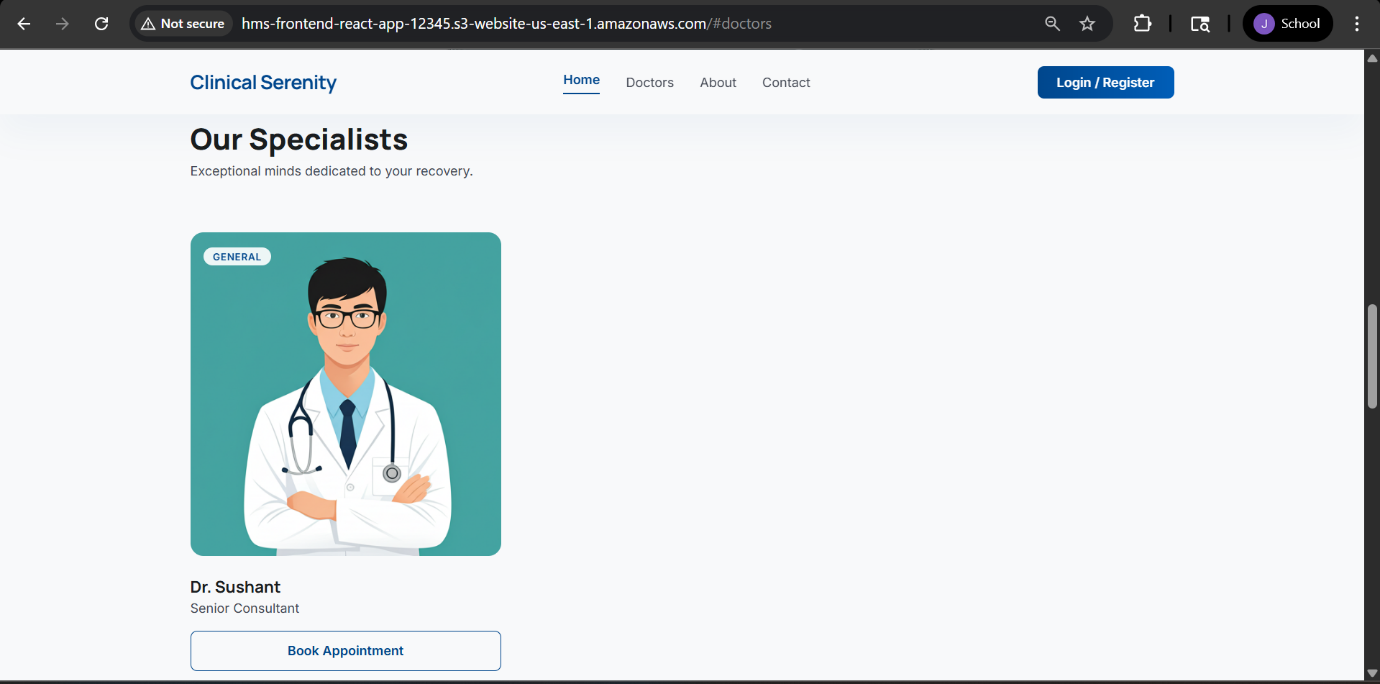 Not secure hms-frontend-react-app-12345.s3-website-us-east-1.amazonaws.com/#doctors J School
Clinical Serenity Home Doctors About Contact Login / Register
Our Specialists
Exceptional minds dedicated to your recovery.
GENERAL
Dr. Sushant
Senior Consultant
Book Appointment